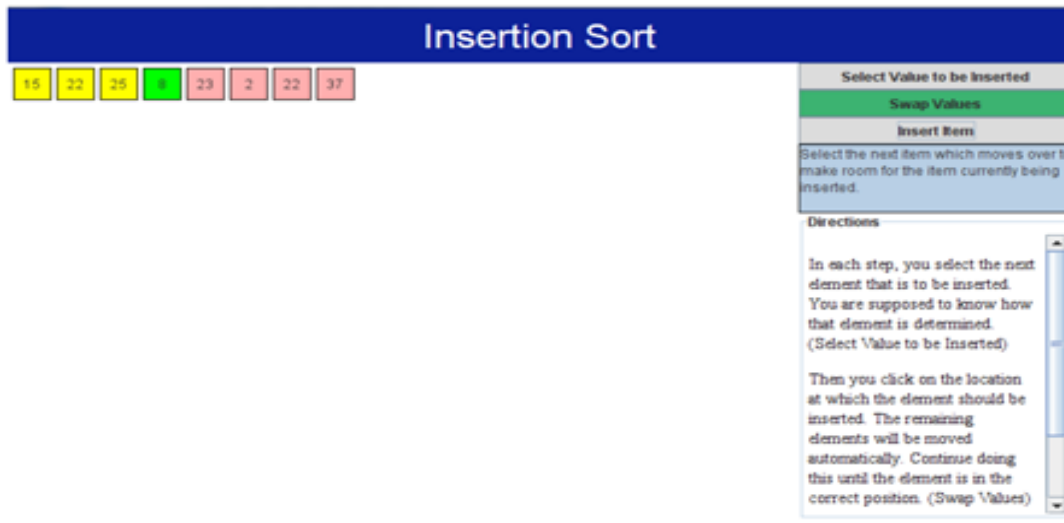 Insertion Sort
15 22 25 8 23 2 22 37
Select Value to be Inserted
Swap Values
Insert Item
Select the next item which moves over t
make room for the item currently being
inserted.
Directions
In each step, you select the next
element that is to be inserted.
You are supposed to know how
that element is determined.
(Select Value to be Inserted)
Then you click on the location
at which the element should be
inserted. The remaining
elements will be moved
automatically. Continue doing
this until the element is in the
correct position. (Swap Values)